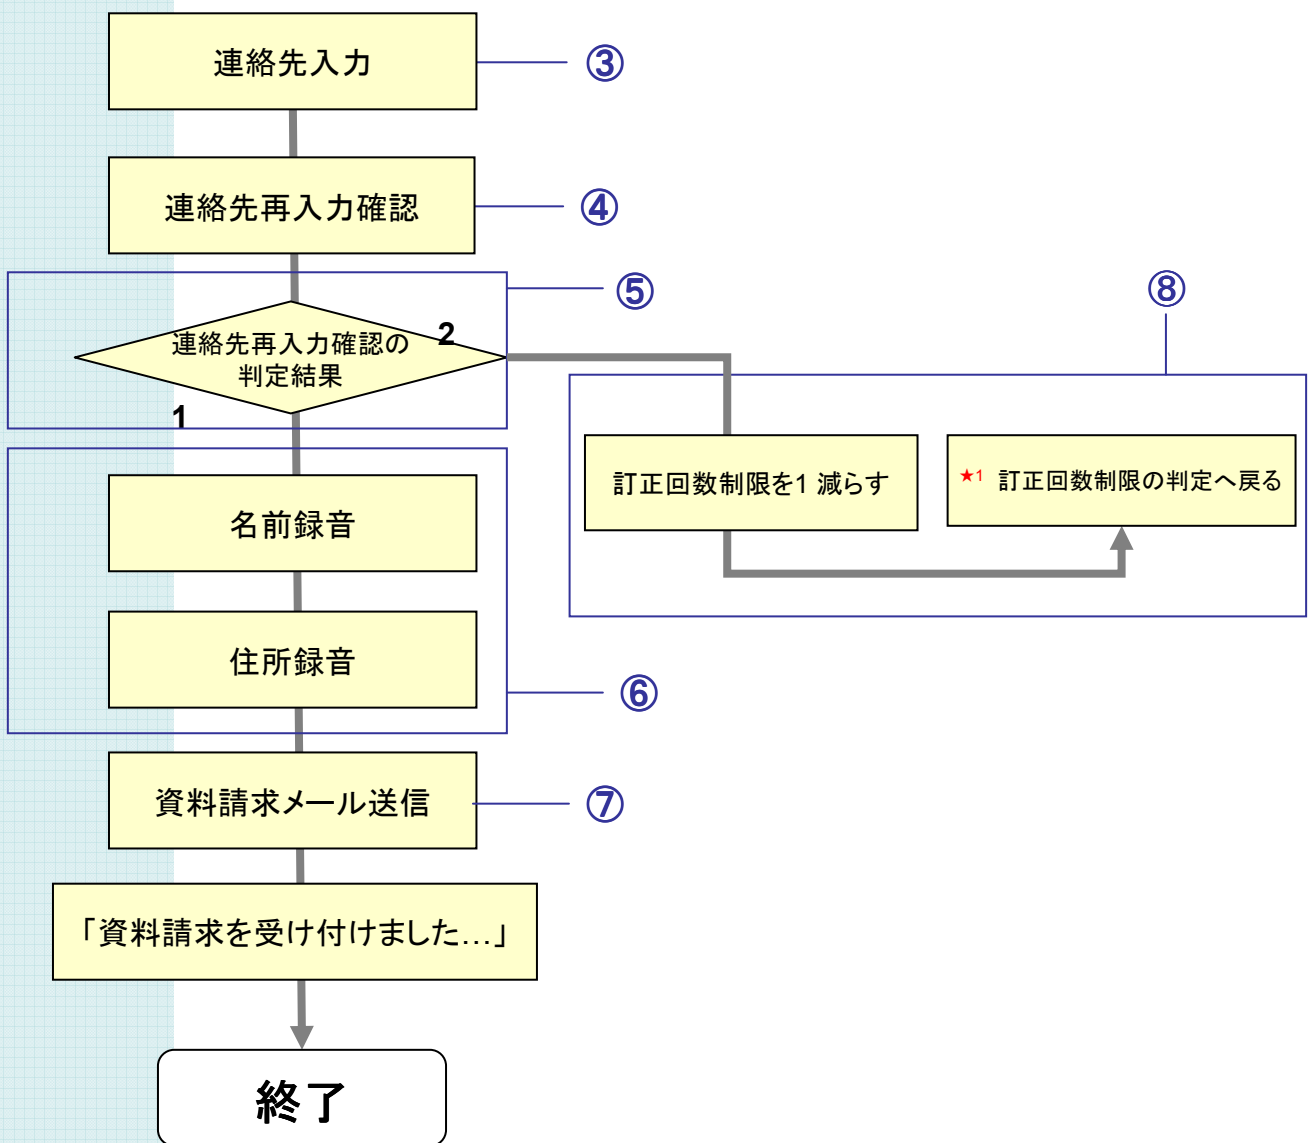 連絡先入力
③
連絡先再入力確認
④
⑤
⑧
連絡先再入力確認の
判定結果
2
1
訂正回数制限を1 減らす
★1 訂正回数制限の判定へ戻る
名前録音
住所録音
⑥
資料請求メール送信
⑦
「資料請求を受け付けました…」
終了